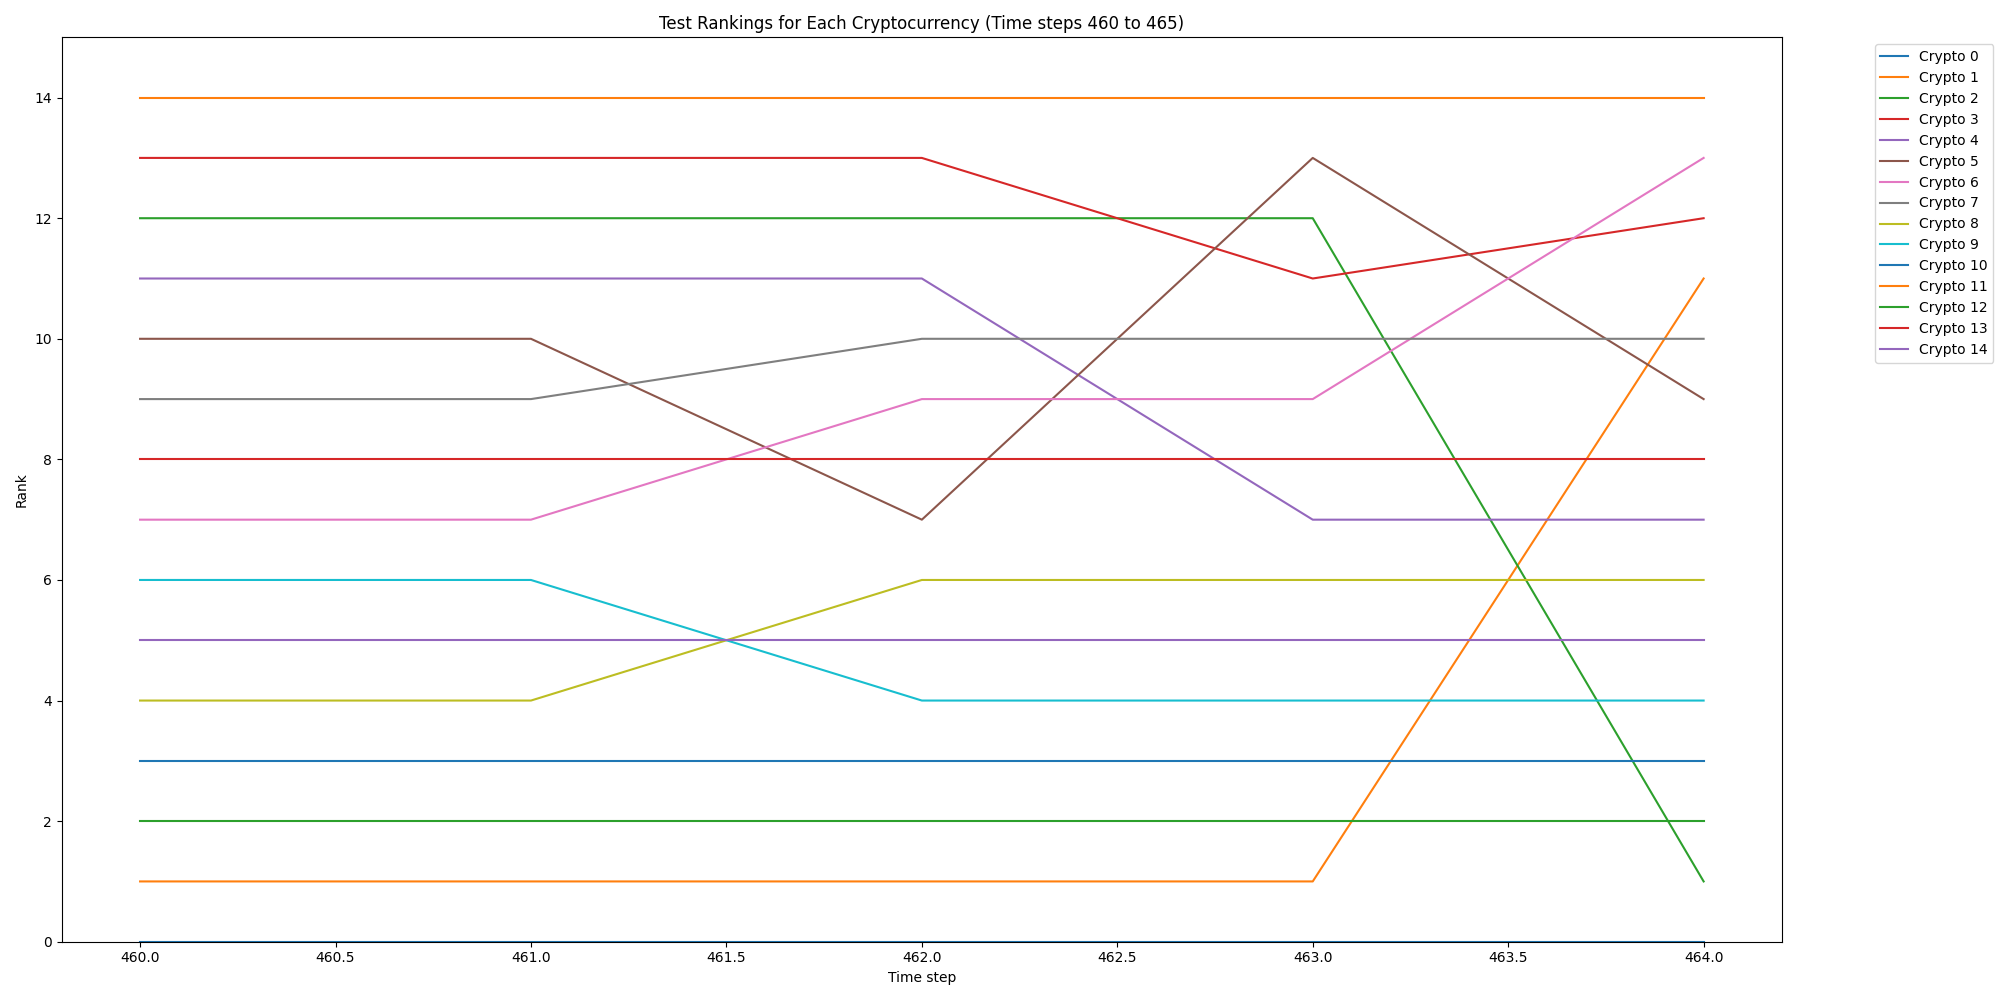 Test Rankings for Each Cryptocurrency (Time steps 460 to 465)
Crypto 0
Crypto 1
Crypto 2
Crypto 3
Crypto 4
Crypto 5
Crypto 6
Crypto 7
Crypto 8
Crypto 9
Crypto 10
Crypto 11
Crypto 12
Crypto 13
Crypto 14
Rank
14
12
10
8
6
4
2
0
460.0 460.5 461.0 461.5 462.0 462.5 463.0 463.5 464.0
Time step